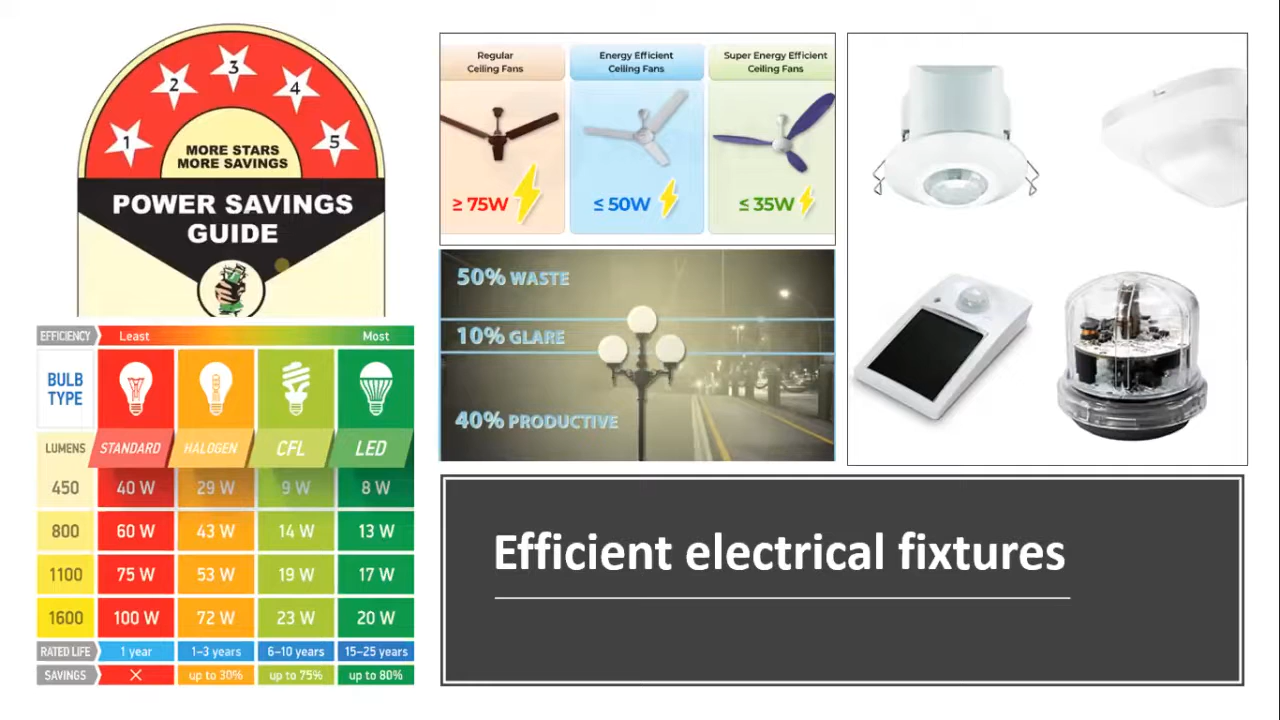 1
2
3
4
5
MORE STARS
MORE SAVINGS
POWER SAVINGS
GUIDE
EFFICIENCY Least Most
BULB
TYPE
LUMENS STANDARD HALOGEN CFL LED
450 40 W 29 W 9 W 8 W
800 60 W 43 W 14 W 13 W
1100 75 W 53 W 19 W 17 W
1600 100 W 72 W 23 W 20 W
RATED LIFE 1 year 1–3 years 6–10 years 15–25 years
SAVINGS up to 30% up to 75% up to 80%
Regular
Ceiling Fans
≥ 75W
Energy Efficient
Ceiling Fans
≤ 50W
Super Energy Efficient
Ceiling Fans
≤ 35W
50% WASTE
10% GLARE
40% PRODUCTIVE
Efficient electrical fixtures